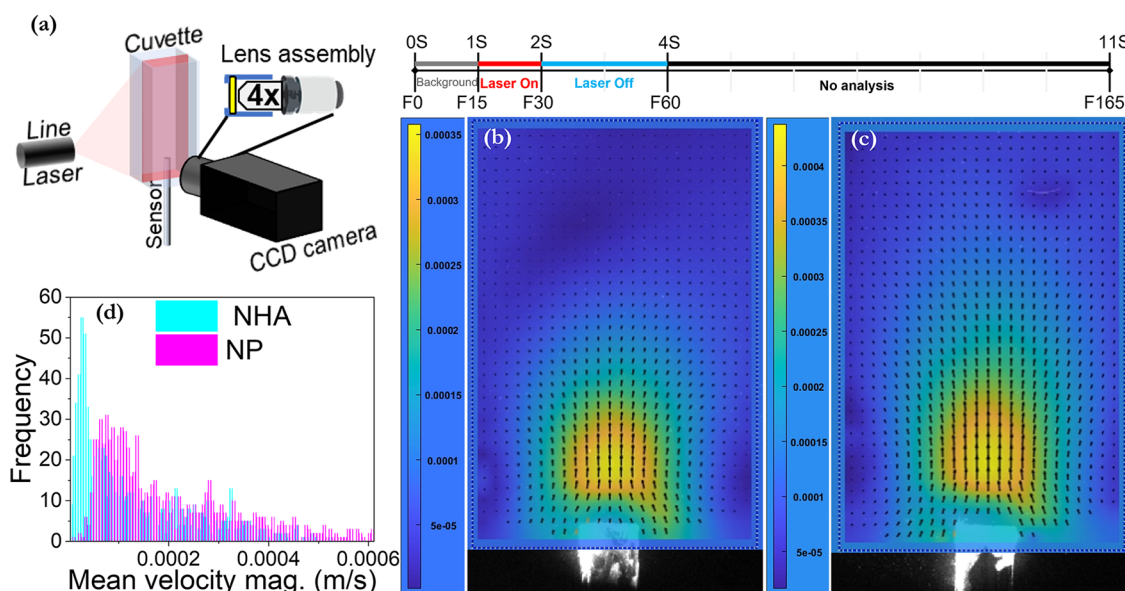 (a)
Cuvette
Lens assembly
4x
Line
Laser
Sensor
CCD camera
0S 1S 2S 4S 11S
Background Laser On Laser Off No analysis
F0 F15 F30 F60 F165
(b)
0.00035
0.0003
0.00025
0.0002
0.00015
0.0001
5e-05
(c)
0.0004
0.00035
0.0003
0.00025
0.0002
0.00015
0.0001
5e-05
(d)
NHA
NP
Frequency
60
50
40
30
20
10
0
0.0002 0.0004 0.0006
Mean velocity mag. (m/s)